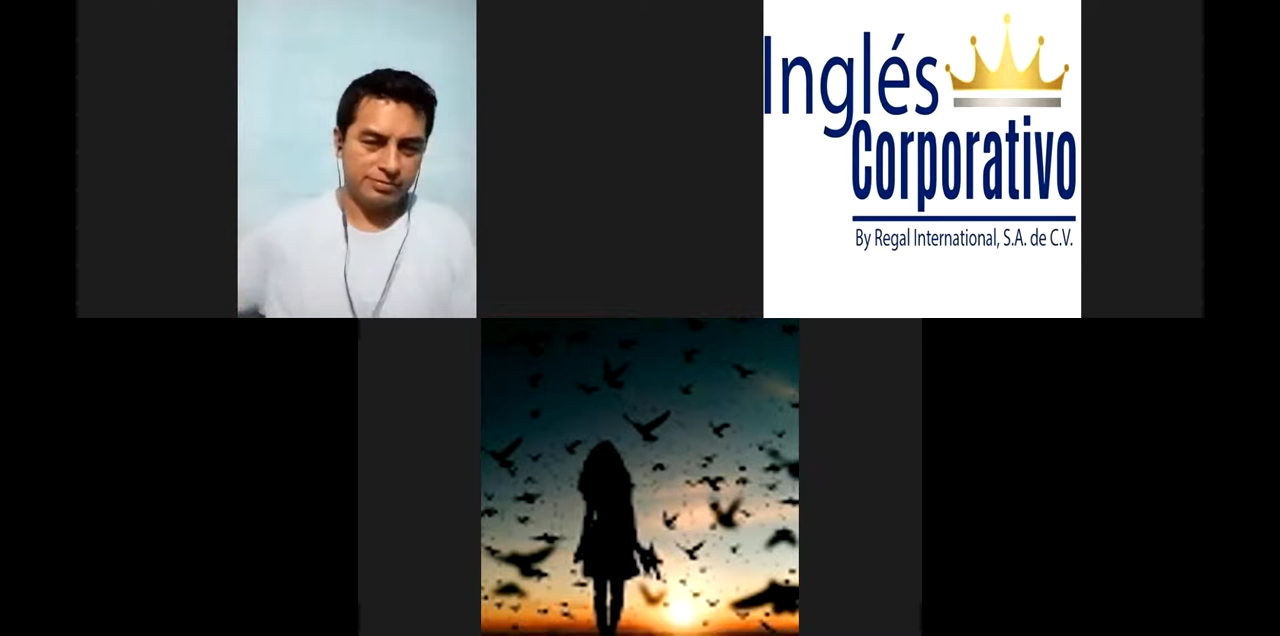 Inglés
Corporativo
By Regal International, S.A. de C.V.